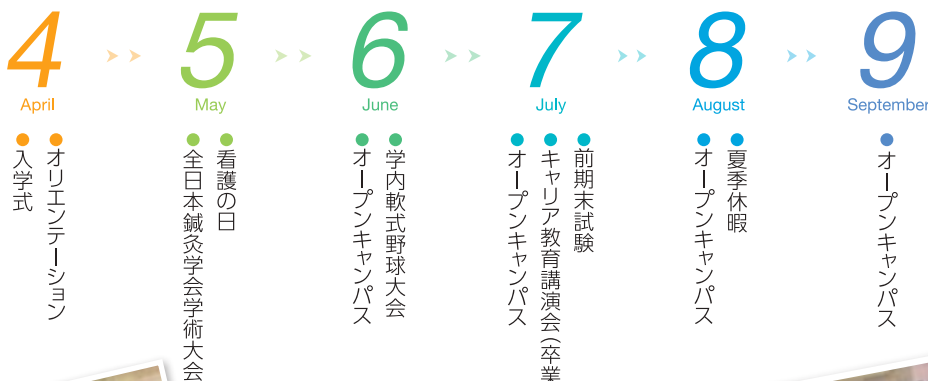 4
April
オリエンテーション
入学式
5
May
看護の日
全日本鍼灸学会学術大会
6
June
学内軟式野球大会
オープンキャンパス
7
July
前期末試験
キャリア教育講演会(卒業
オープンキャンパス
8
August
夏季休暇
オープンキャンパス
9
September
オープンキャンパス